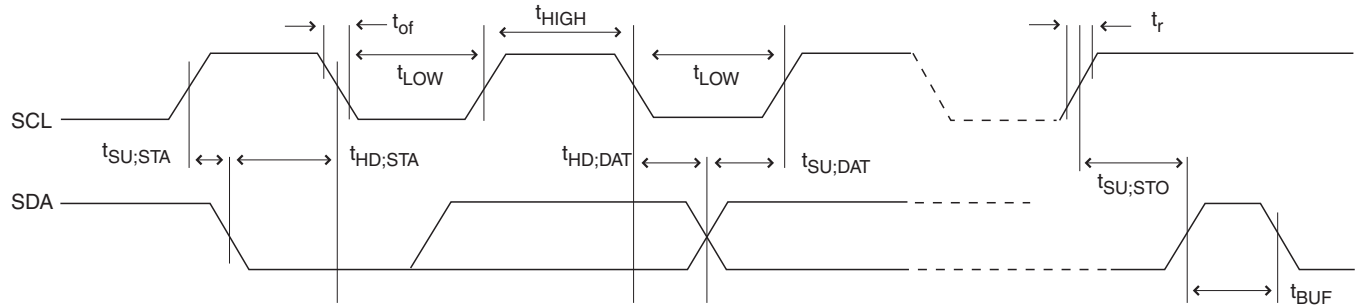 t_of t_HIGH t_r
t_LOW t_LOW
SCL
t_SU;STA t_HD;STA t_HD;DAT t_SU;DAT
t_SU;STO
SDA
t_BUF